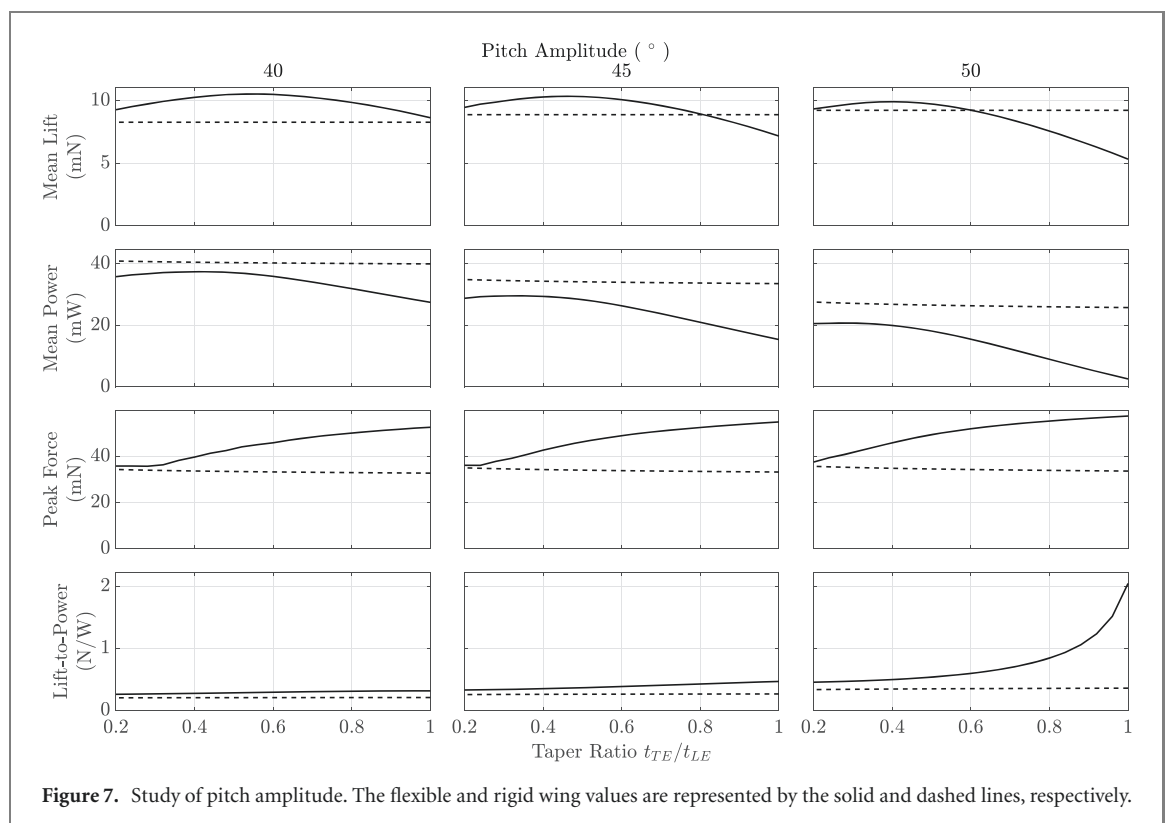 Pitch Amplitude ( ° )
40 45 50
Mean Lift
(mN)
10
5
0
Mean Power
(mW)
40
20
0
Peak Force
(mN)
40
20
0
Lift-to-Power
(N/W)
2
1
0
0.2 0.4 0.6 0.8 1 0.2 0.4 0.6 0.8 1 0.2 0.4 0.6 0.8 1
Taper Ratio t_TE/t_LE
Figure 7. Study of pitch amplitude. The flexible and rigid wing values are represented by the solid and dashed lines, respectively.